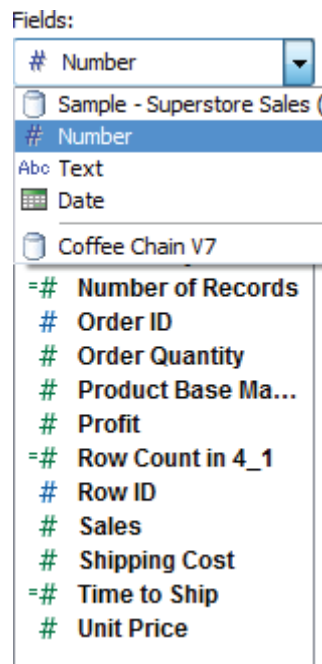 Fields:
# Number
Sample - Superstore Sales (
# Number
Abc Text
Date
Coffee Chain V7
=# Number of Records
# Order ID
# Order Quantity
# Product Base Ma...
# Profit
=# Row Count in 4_1
# Row ID
# Sales
# Shipping Cost
=# Time to Ship
# Unit Price